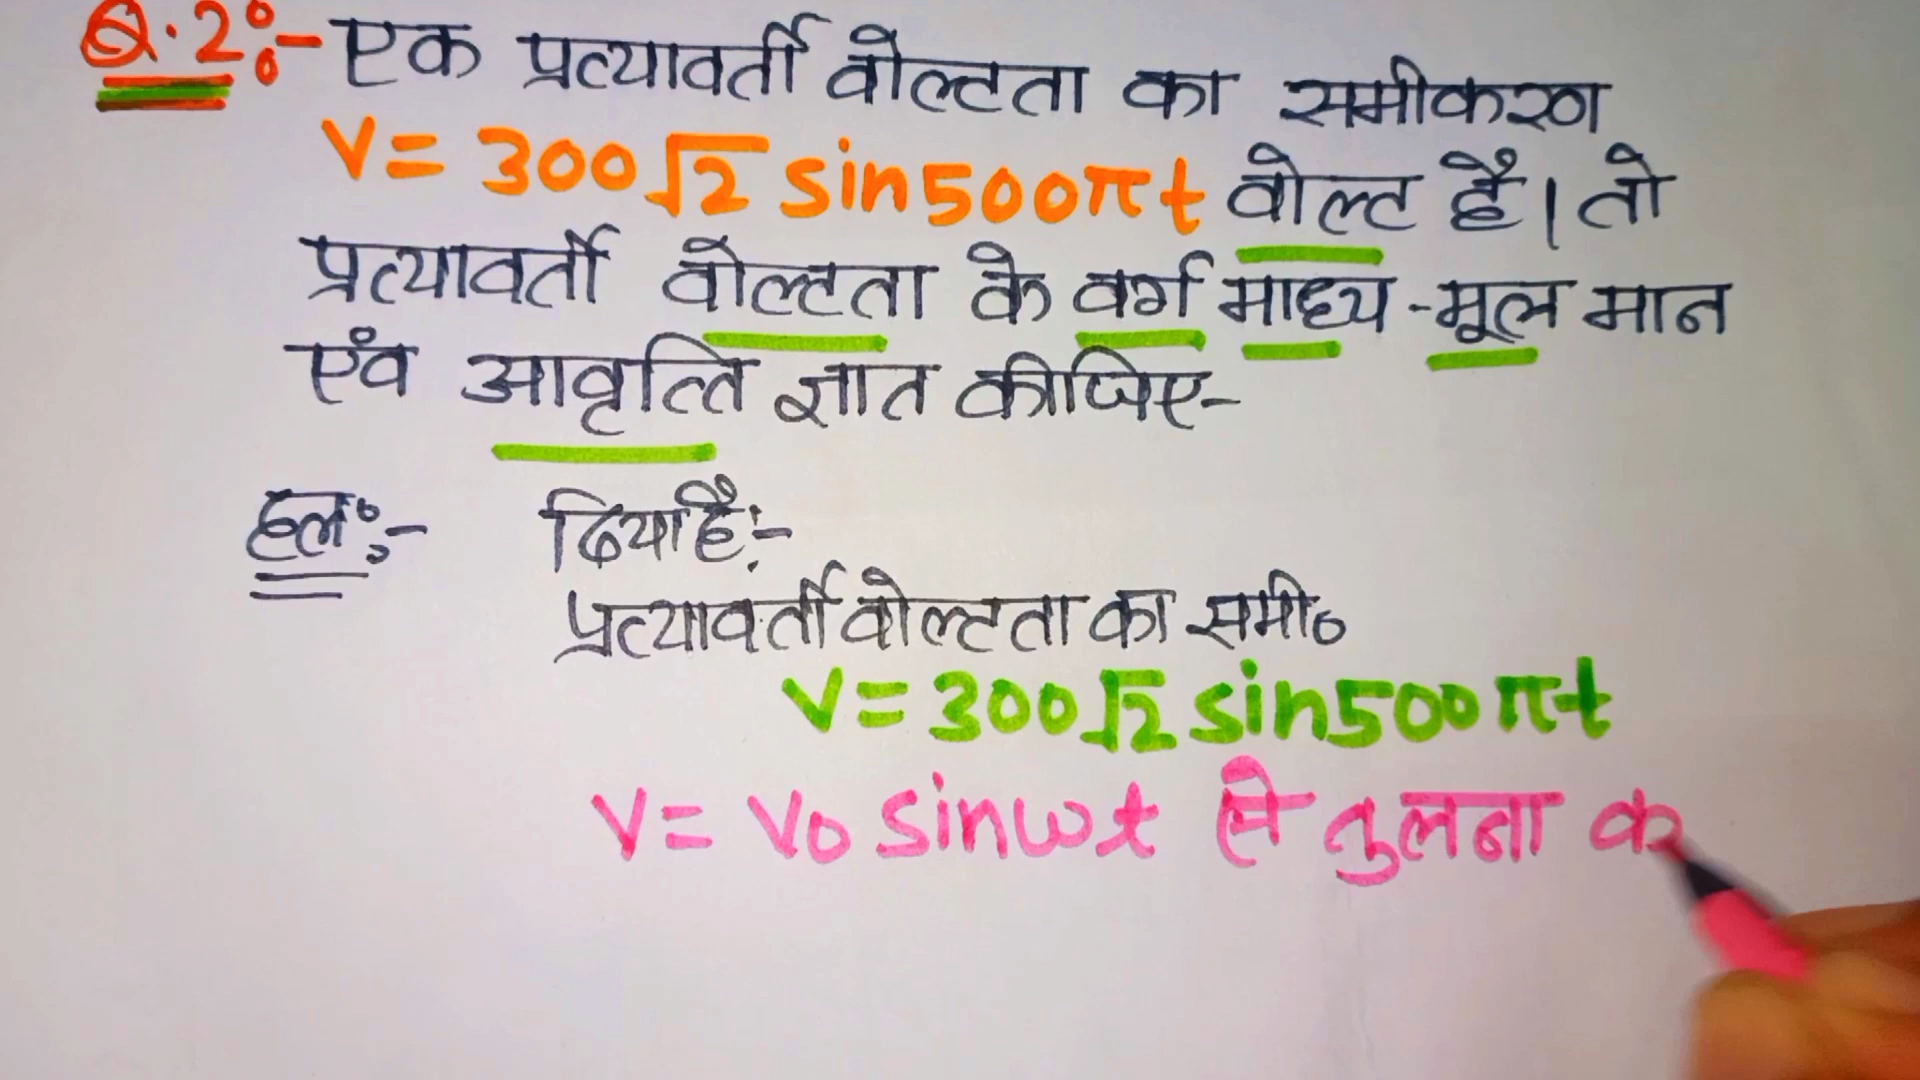 Q.2:- एक प्रत्यावर्ती वोल्टता का समीकरण
V= 300√2 sin500πt वोल्ट है। तो
प्रत्यावर्ती वोल्टता के वर्ग माध्य-मूल मान
एंव आवृत्ति ज्ञात कीजिए-
हल:- दिया है:-
प्रत्यावर्ती वोल्टता का समी०
V= 300√2 sin500πt
V= V0 sinωt से तुलना क